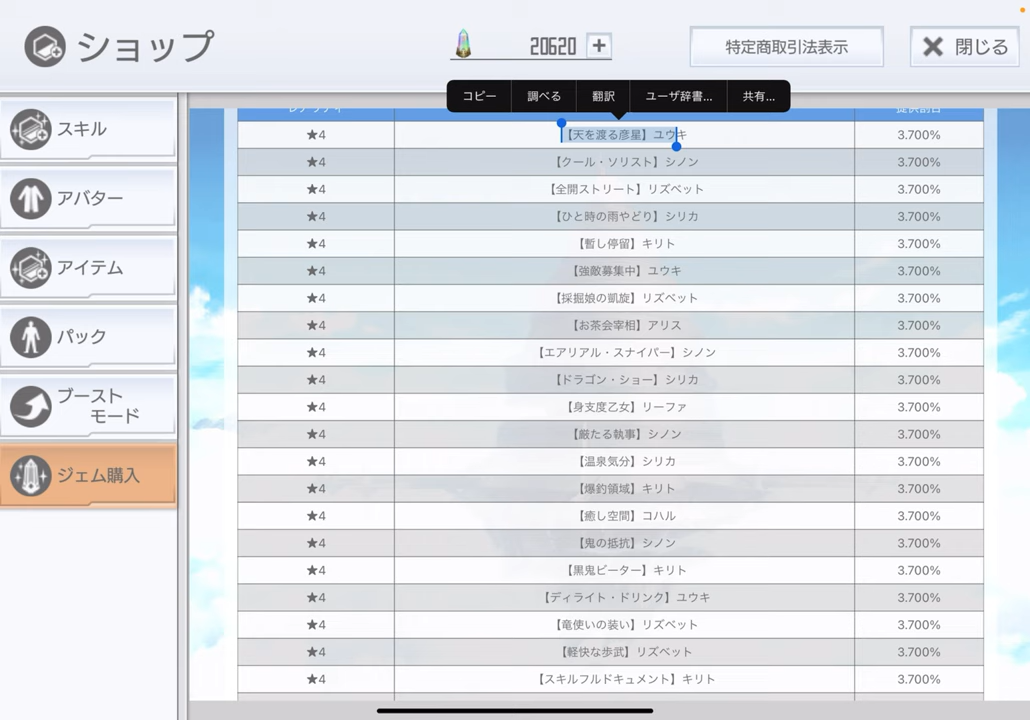 ショップ
20620
特定商取引法表示
閉じる
コピー
調べる
翻訳
ユーザ辞書...
共有...
スキル
アバター
アイテム
パック
ブースト
モード
ジェム購入
レアリティ
提供割合
★4 【天を渡る彦星】ユウキ 3.700%
★4 【クール・ソリスト】シノン 3.700%
★4 【全開ストリート】リズベット 3.700%
★4 【ひと時の雨やどり】シリカ 3.700%
★4 【暫し停留】キリト 3.700%
★4 【強敵募集中】ユウキ 3.700%
★4 【採掘娘の凱旋】リズベット 3.700%
★4 【お茶会宰相】アリス 3.700%
★4 【エアリアル・スナイパー】シノン 3.700%
★4 【ドラゴン・ショー】シリカ 3.700%
★4 【身支度乙女】リーファ 3.700%
★4 【厳たる執事】シノン 3.700%
★4 【温泉気分】シリカ 3.700%
★4 【爆釣領域】キリト 3.700%
★4 【癒し空間】コハル 3.700%
★4 【鬼の抵抗】シノン 3.700%
★4 【黒鬼ビーター】キリト 3.700%
★4 【ディライト・ドリンク】ユウキ 3.700%
★4 【竜使いの装い】リズベット 3.700%
★4 【軽快な歩武】リズベット 3.700%
★4 【スキルフルドキュメント】キリト 3.700%